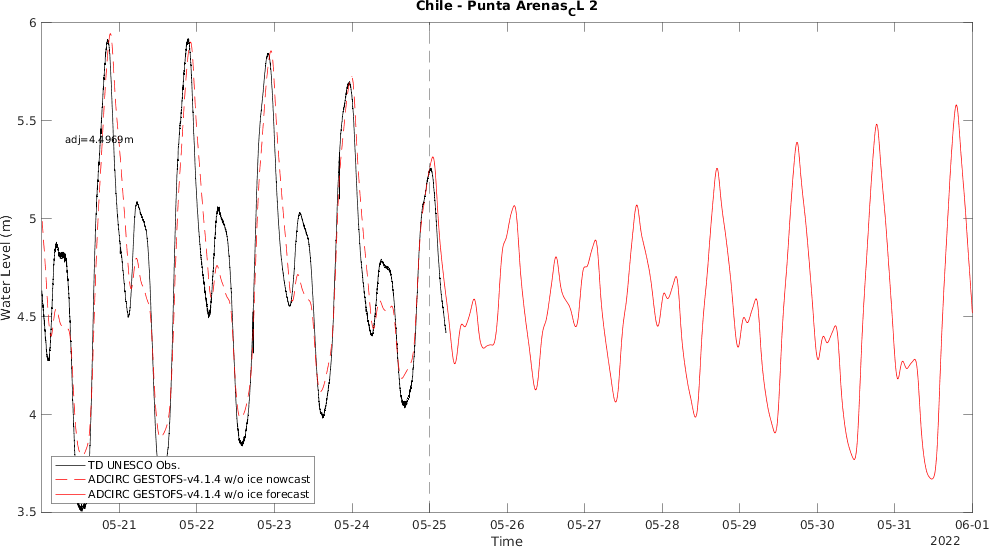 Chile - Punta ArenasCL 2
6
5.5
5
4.5
4
3.5
Water Level (m)
adj=4.4969m
TD UNESCO Obs.
ADCIRC GESTOFS-v4.1.4 w/o ice nowcast
ADCIRC GESTOFS-v4.1.4 w/o ice forecast
05-21 05-22 05-23 05-24 05-25 05-26 05-27 05-28 05-29 05-30 05-31 06-01
Time
2022